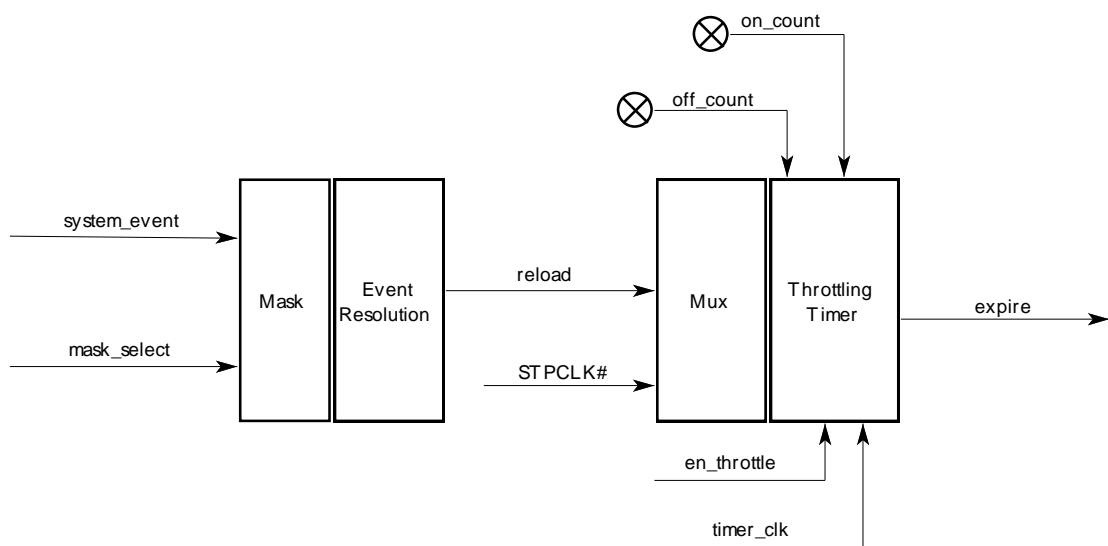 on_count
off_count
system_event
mask_select
Mask
Event
Resolution
reload
STPCLK#
Mux
Throttling
Timer
expire
en_throttle
timer_clk